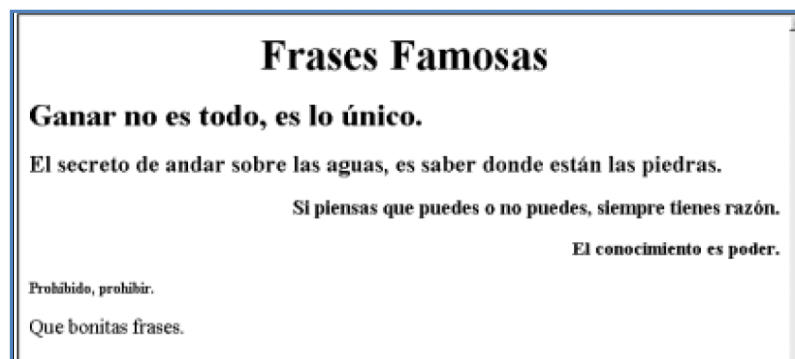 Frases Famosas
Ganar no es todo, es lo único.
El secreto de andar sobre las aguas, es saber donde están las piedras.
Si piensas que puedes o no puedes, siempre tienes razón.
El conocimiento es poder.
Prohibido, prohibir.
Que bonitas frases.